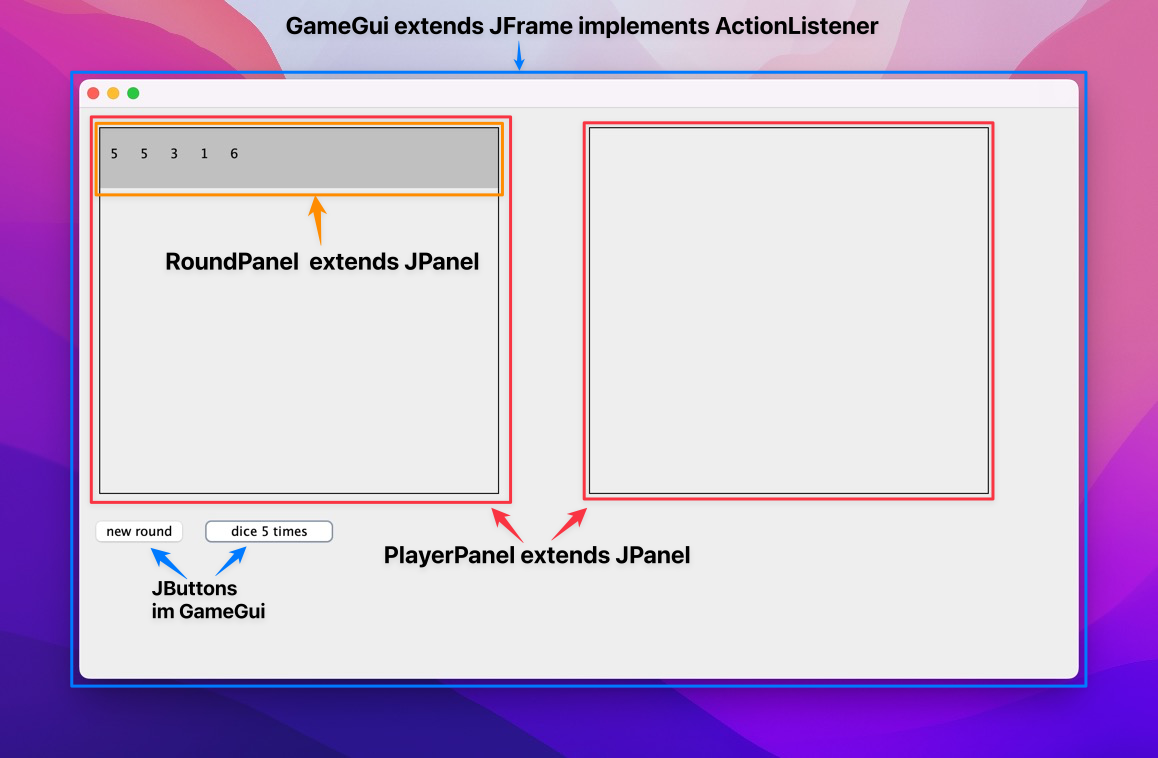 GameGui extends JFrame implements ActionListener
5 5 3 1 6
RoundPanel extends JPanel
new round
dice 5 times
PlayerPanel extends JPanel
JButtons
im GameGui